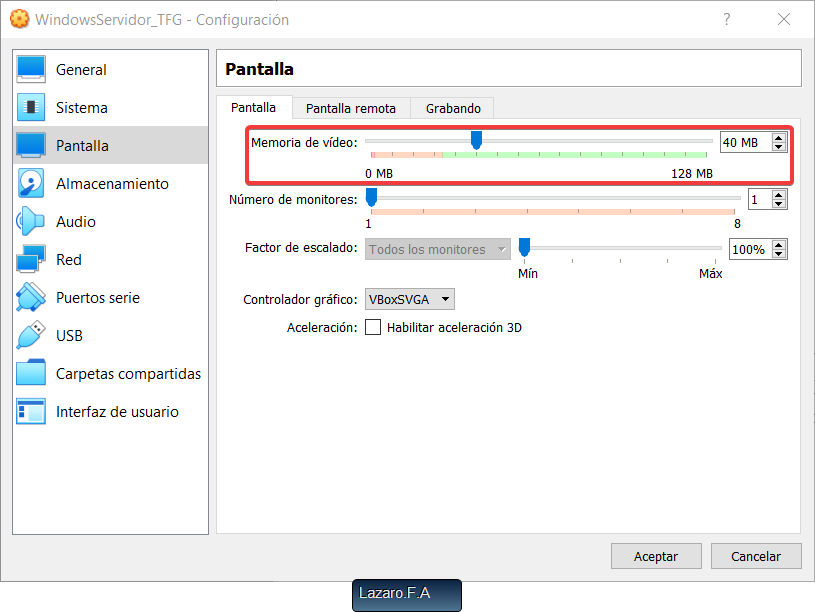 WindowsServidor_TFG - Configuración
?
General
Sistema
Pantalla
Almacenamiento
Audio
Red
Puertos serie
USB
Carpetas compartidas
Interfaz de usuario
Pantalla
Pantalla Pantalla remota Grabando
Memoria de vídeo: 40 MB
0 MB 128 MB
Número de monitores: 1
1 8
Factor de escalado: Todos los monitores 100%
Mín Máx
Controlador gráfico: VBoxSVGA
Aceleración: Habilitar aceleración 3D
Aceptar Cancelar
Lazaro.F.A